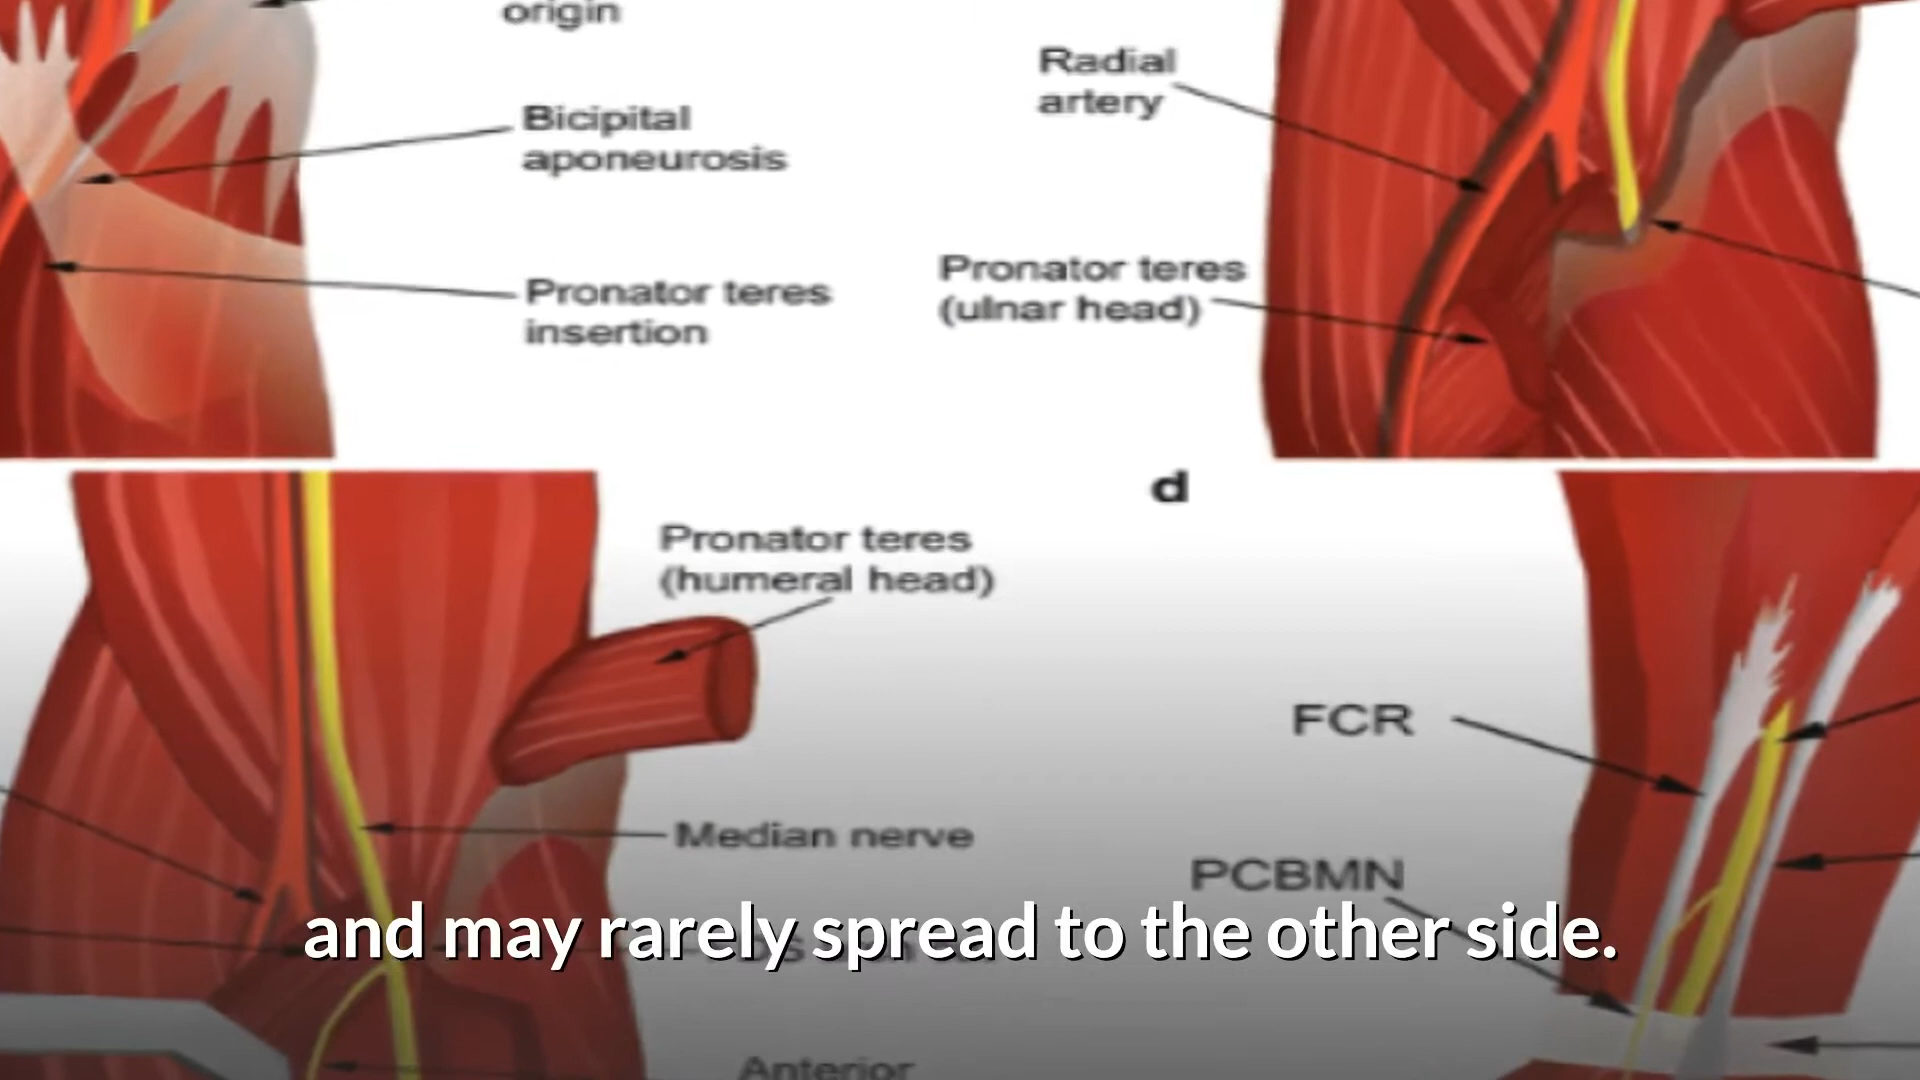 origin
Bicipital
aponeurosis
Pronator teres
insertion
Radial
artery
Pronator teres
(ulnar head)
d
Pronator teres
(humeral head)
Median nerve
FCR
PCBMN
and may rarely spread to the other side.
Anterior